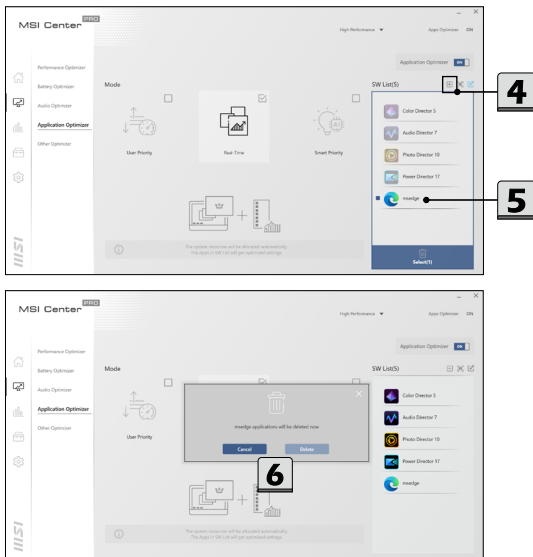 MSI Center PRO
High Performance ▼ Apps Optimizer ON
Performance Optimizer
Battery Optimizer
Audio Optimizer
Application Optimizer
Other Optimizer
Application Optimizer ON
Mode
SW List(5)
User Priority
Real-Time
Smart Priority
AI
Color Director 5
Audio Director 7
Photo Director 10
Power Director 17
msedge
The system resource will be allocated automatically.
The Apps in SW List will get optimized settings.
Select(1)
msi
4
5
MSI Center PRO
High Performance ▼ Apps Optimizer ON
Performance Optimizer
Battery Optimizer
Audio Optimizer
Application Optimizer
Other Optimizer
Application Optimizer ON
Mode
SW List(5)
User Priority
msedge applications will be deleted now
Cancel
Delete
6
Color Director 5
Audio Director 7
Photo Director 10
Power Director 17
msedge
The system resource will be allocated automatically.
The Apps in SW List will get optimized settings.
msi